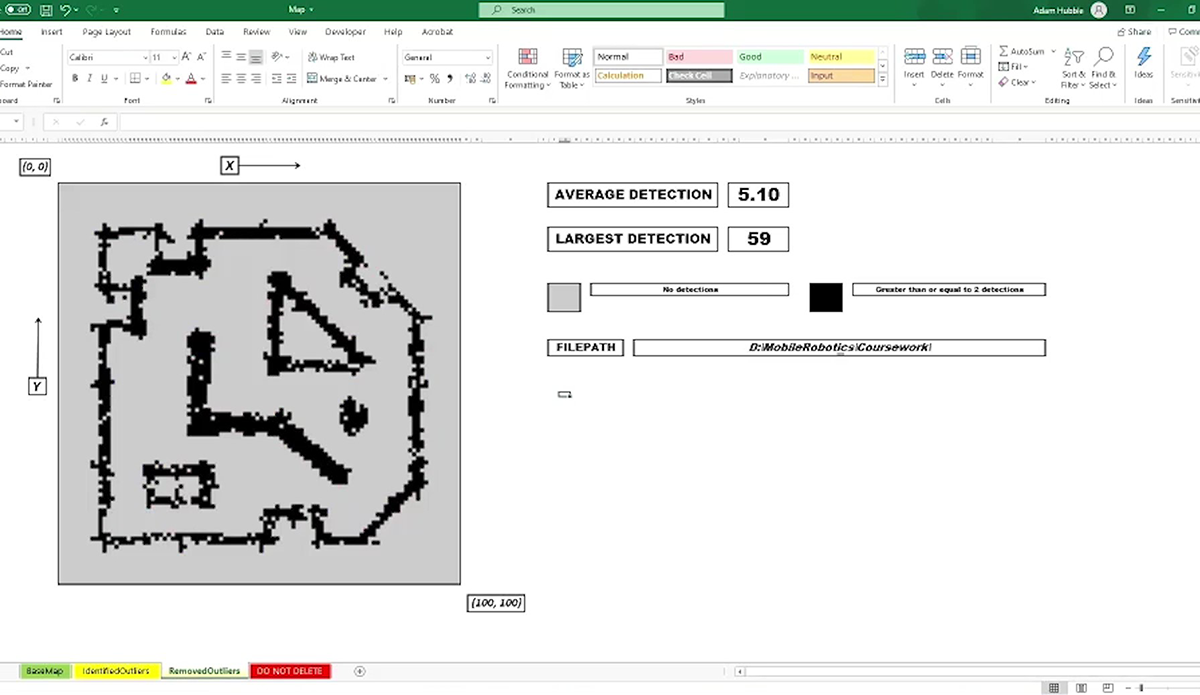 Off
Map
Search
Adam Hubble
Home Insert Page Layout Formulas Data Review View Developer Help Acrobat
Share
Cut
Copy
Format Painter
Calibri 11
Wrap Text
Merge & Center
General
Conditional Formatting
Format as Table
Normal Bad Good Neutral
Calculation Check Cell Explanatory ... Input
Insert Delete Format
AutoSum
Fill
Clear
Sort & Filter
Find & Select
Ideas
Font Alignment Number Styles Cells Editing Ideas
(0, 0)
X
AVERAGE DETECTION 5.10
LARGEST DETECTION 59
No detections Greater than or equal to 2 detections
FILEPATH D:\MobileRobotics\Coursework\
Y
(100, 100)
BaseMap IdentifiedOutliers RemovedOutliers DO NOT DELETE